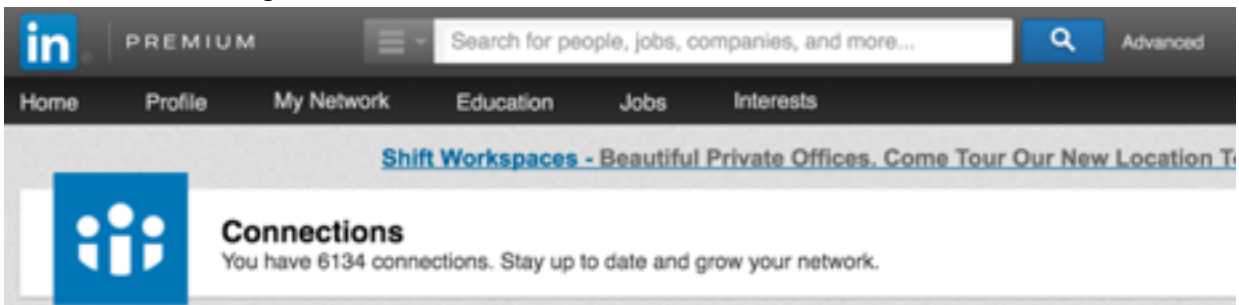 in PREMIUM Search for people, jobs, companies, and more... Advanced
Home Profile My Network Education Jobs Interests
Shift Workspaces - Beautiful Private Offices. Come Tour Our New Location
Connections
You have 6134 connections. Stay up to date and grow your network.